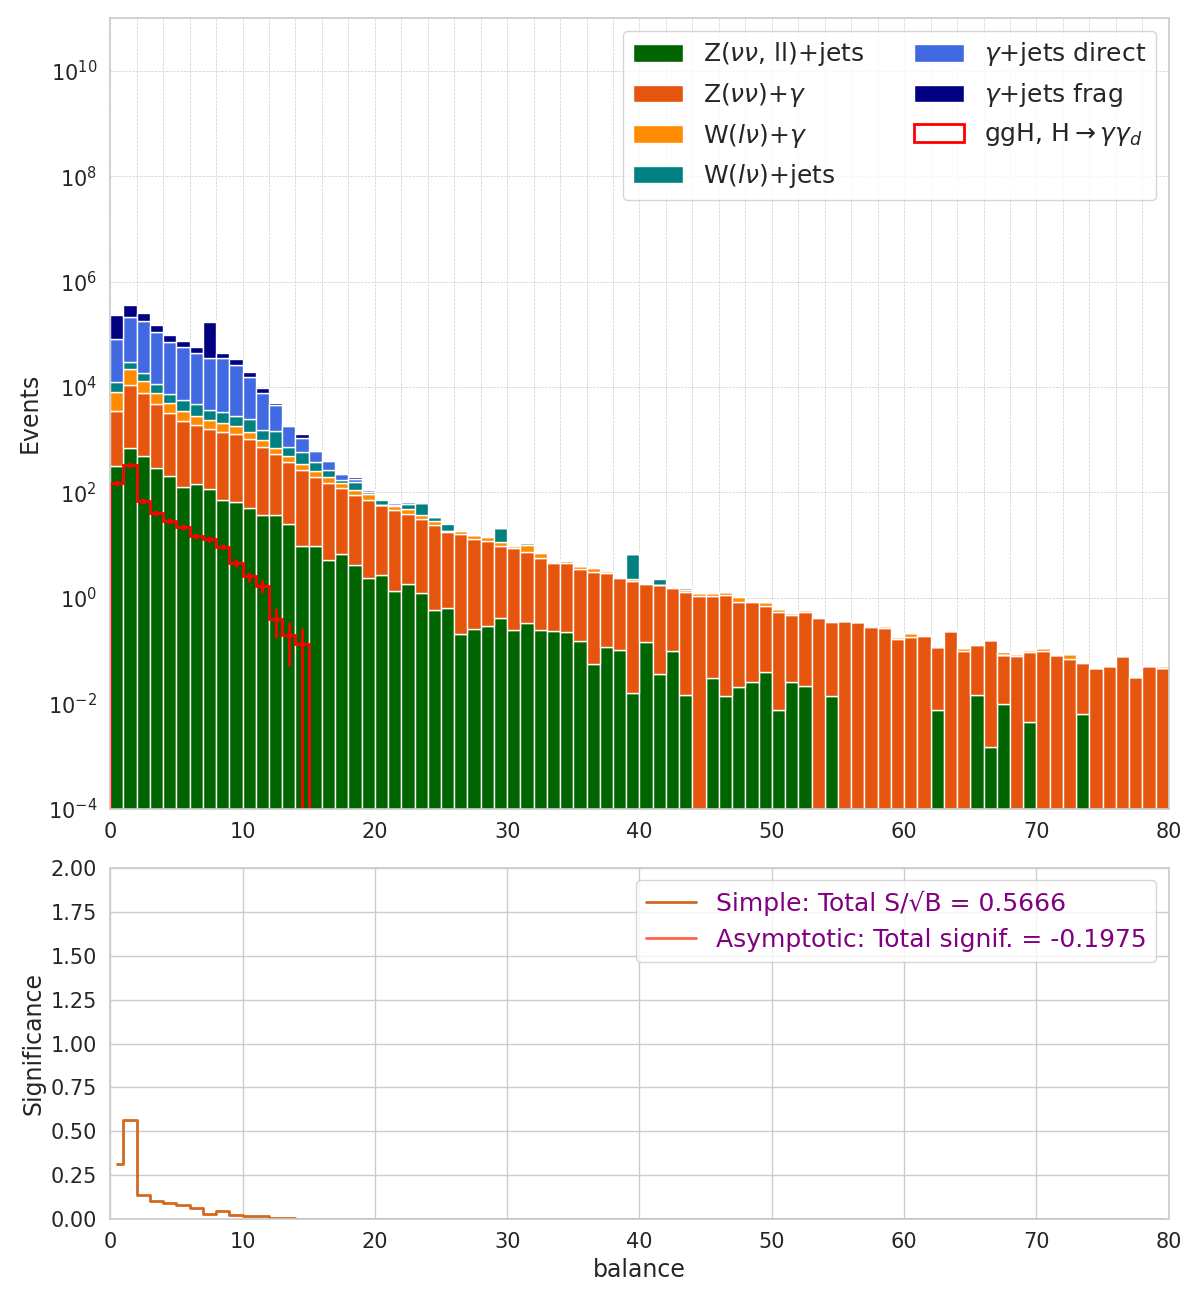 Z(νν, ll)+jets
Z(νν)+γ
W(lν)+γ
W(lν)+jets
γ+jets direct
γ+jets frag
ggH, H→γγ_d
Events
10^10
10^8
10^6
10^4
10^2
10^0
10^−2
10^−4
0 10 20 30 40 50 60 70 80
Simple: Total S/√B = 0.5666
Asymptotic: Total signif. = -0.1975
Significance
2.00
1.75
1.50
1.25
1.00
0.75
0.50
0.25
0.00
0 10 20 30 40 50 60 70 80
balance